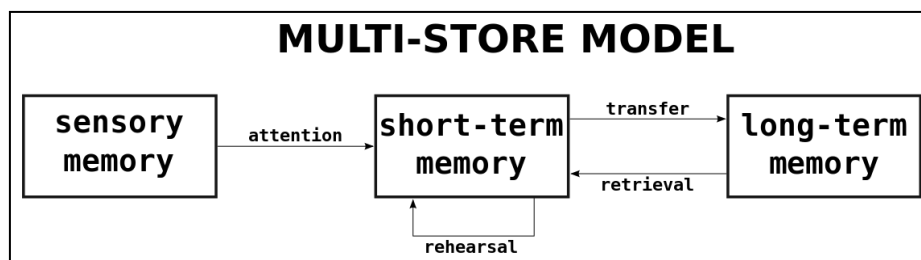 MULTI-STORE MODEL
sensory
memory
attention
short-term
memory
transfer
retrieval
long-term
memory
rehearsal